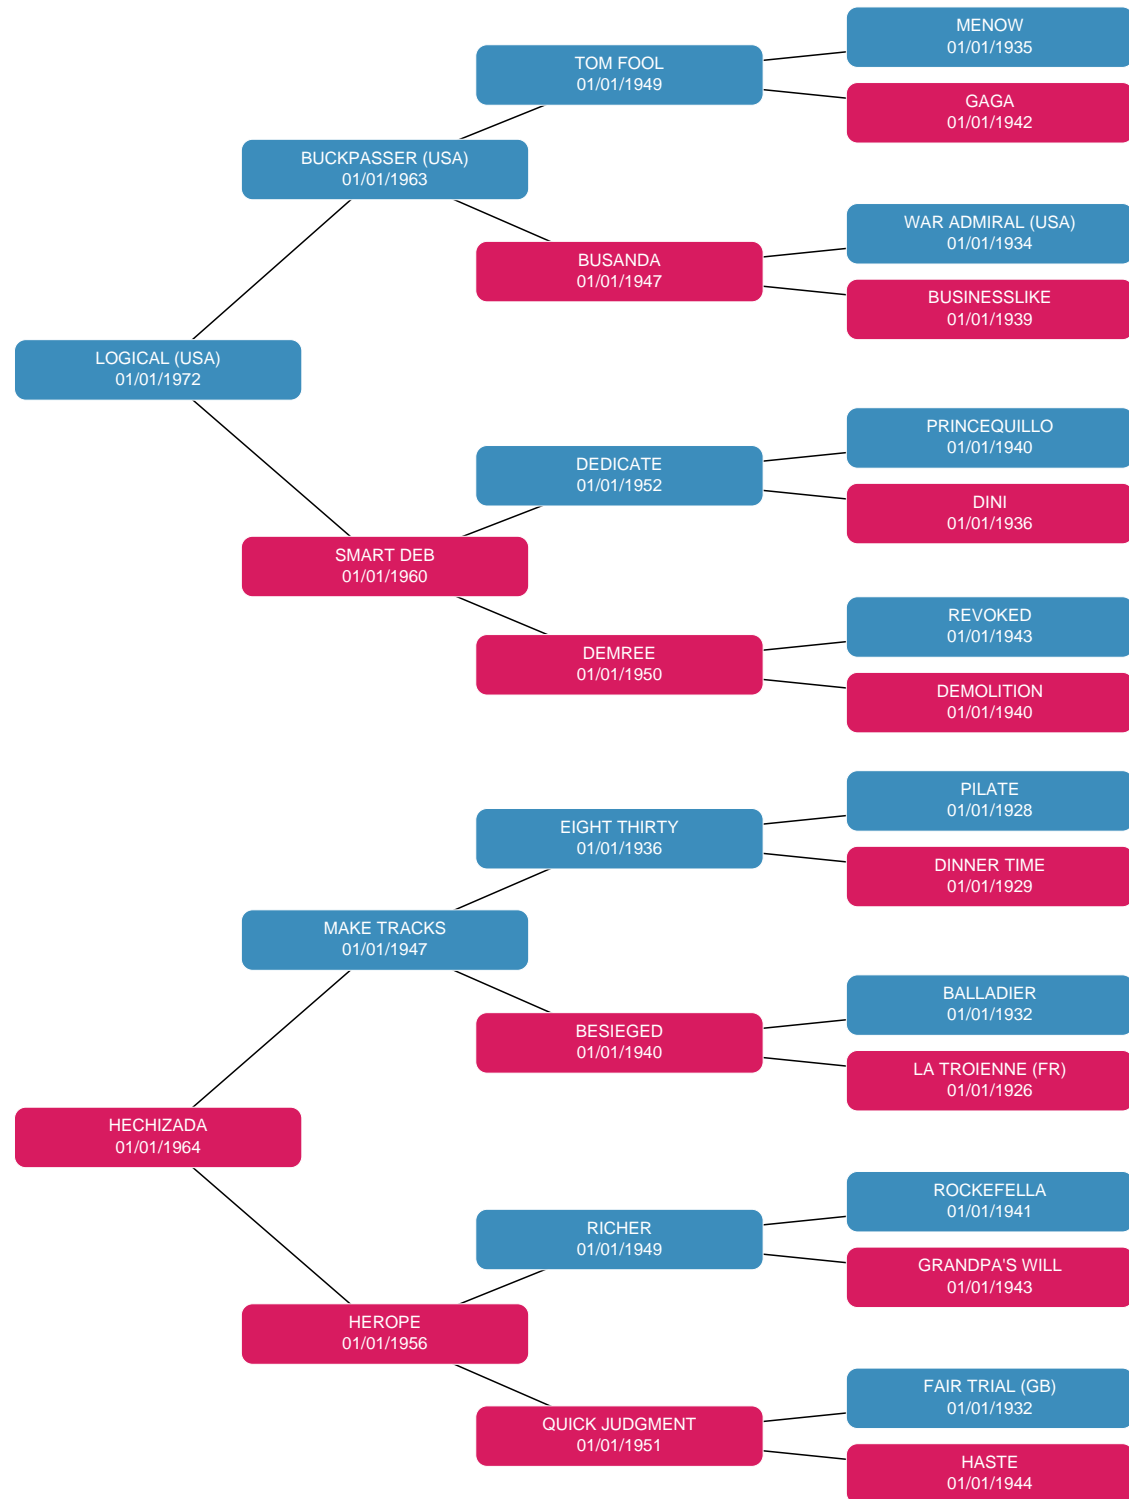 MENOW
01/01/1935
TOM FOOL
01/01/1949
GAGA
01/01/1942
BUCKPASSER (USA)
01/01/1963
WAR ADMIRAL (USA)
01/01/1934
BUSANDA
01/01/1947
BUSINESSLIKE
01/01/1939
LOGICAL (USA)
01/01/1972
PRINCEQUILLO
01/01/1940
DEDICATE
01/01/1952
DINI
01/01/1936
SMART DEB
01/01/1960
REVOKED
01/01/1943
DEMREE
01/01/1950
DEMOLITION
01/01/1940
PILATE
01/01/1928
EIGHT THIRTY
01/01/1936
DINNER TIME
01/01/1929
MAKE TRACKS
01/01/1947
BALLADIER
01/01/1932
BESIEGED
01/01/1940
LA TROIENNE (FR)
01/01/1926
HECHIZADA
01/01/1964
ROCKEFELLA
01/01/1941
RICHER
01/01/1949
GRANDPA'S WILL
01/01/1943
HEROPE
01/01/1956
FAIR TRIAL (GB)
01/01/1932
QUICK JUDGMENT
01/01/1951
HASTE
01/01/1944